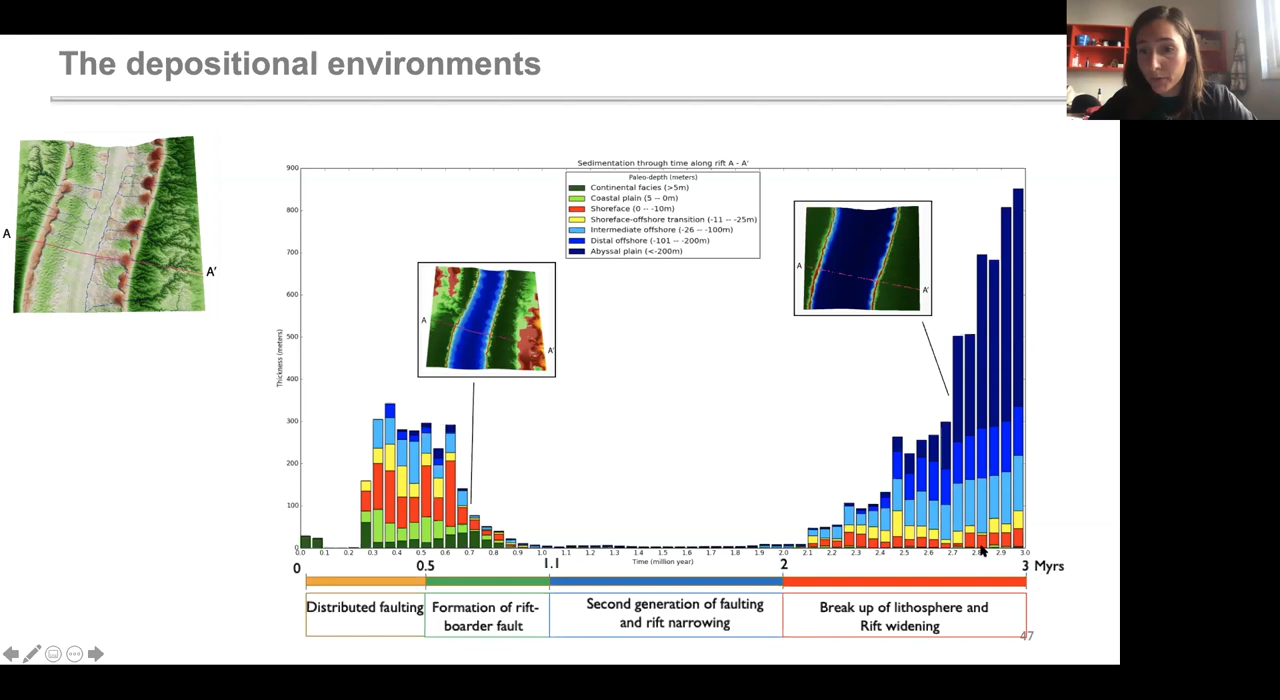 The depositional environments
A
A'
Sedimentation through time along rift A - A'
Paleo-depth (meters)
Continental facies (>5m)
Coastal plain (5 -- 0m)
Shoreface (0 -- -10m)
Shoreface-offshore transition (-11 -- -25m)
Intermediate offshore (-26 -- -100m)
Distal offshore (-101 -- -200m)
Abyssal plain (<-200m)
A
A'
A
A'
Thickness (meters)
900
800
700
600
500
400
300
200
100
0
0.0 0.1 0.2 0.3 0.4 0.5 0.6 0.7 0.8 0.9 1.0 1.1 1.2 1.3 1.4 1.5 1.6 1.7 1.8 1.9 2.0 2.1 2.2 2.3 2.4 2.5 2.6 2.7 2.8 2.9 3.0
Time (million year)
0 0.5 1.1 2 3 Myrs
Distributed faulting
Formation of rift-
boarder fault
Second generation of faulting
and rift narrowing
Break up of lithosphere and
Rift widening
47